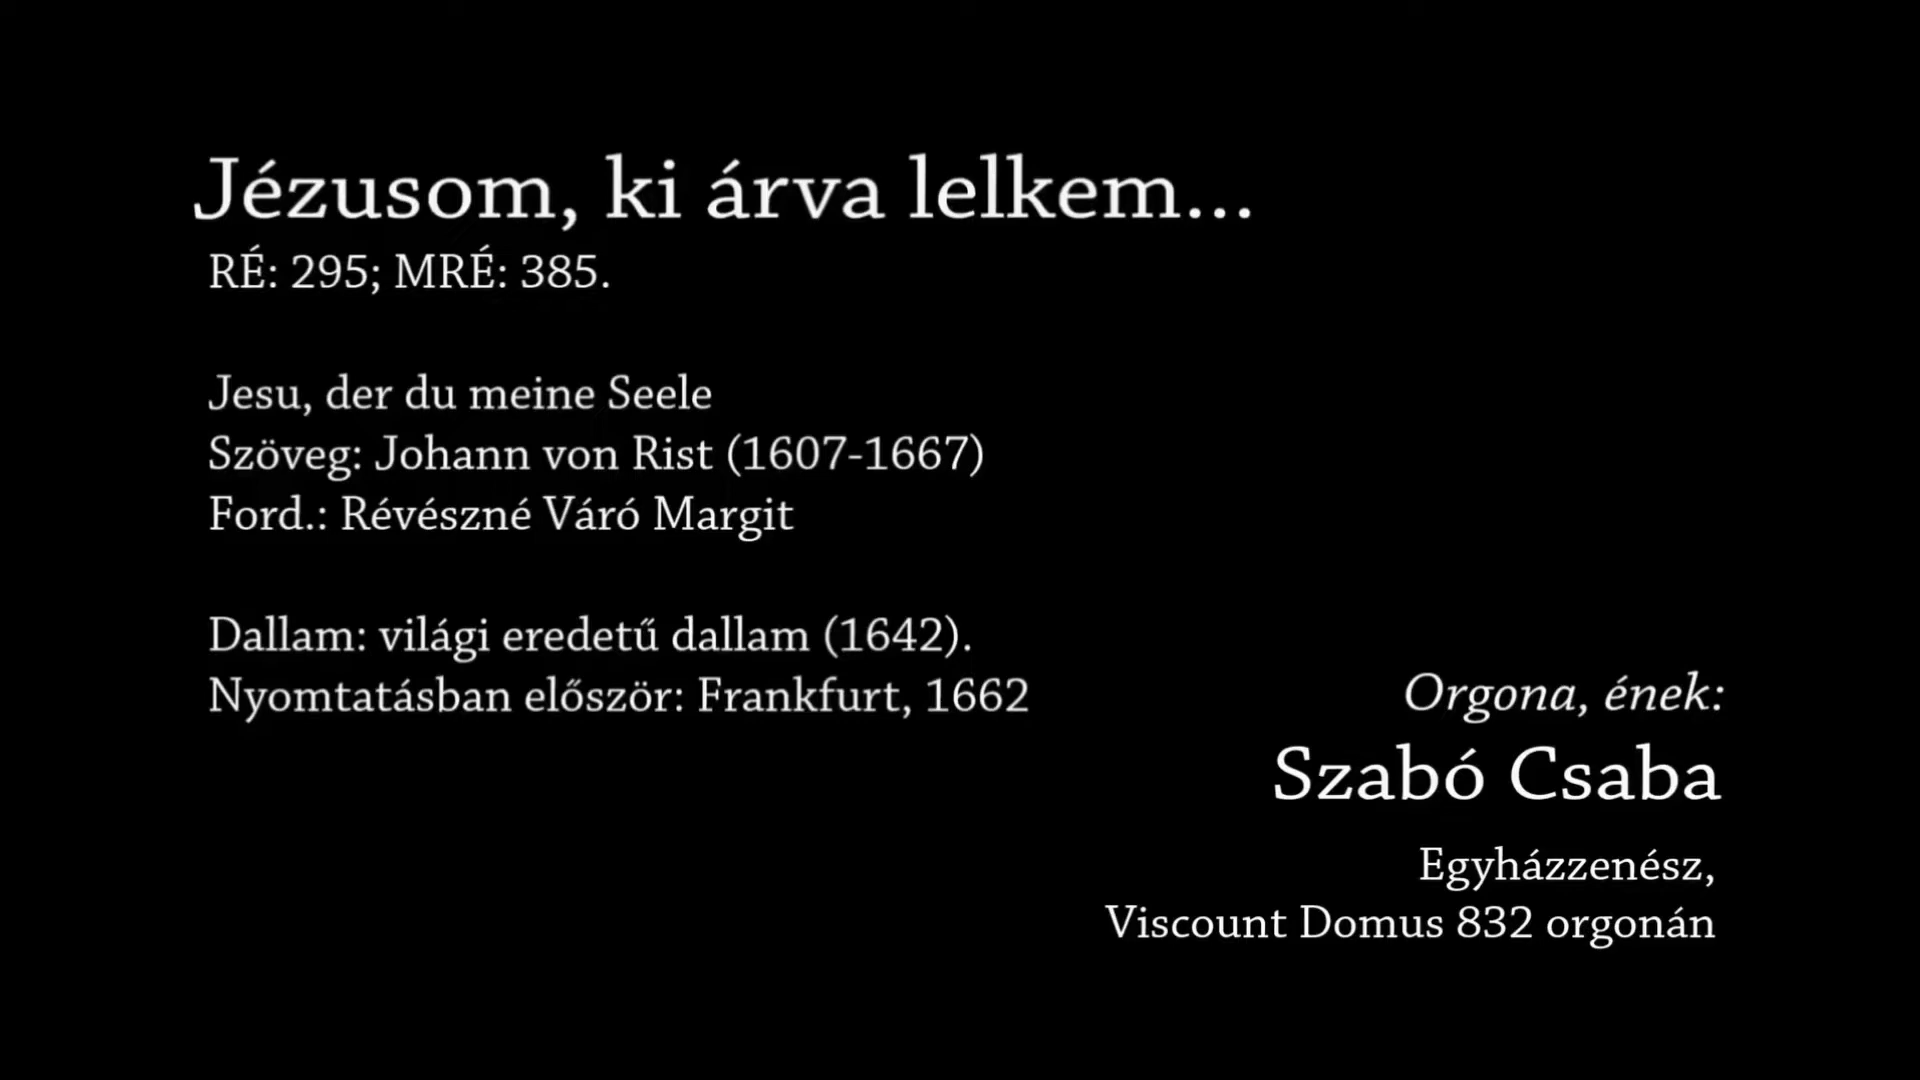 Jézusom, ki árva lelkem...
RÉ: 295; MRÉ: 385.
Jesu, der du meine Seele
Szöveg: Johann von Rist (1607-1667)
Ford.: Révészné Váró Margit
Dallam: világi eredetű dallam (1642).
Nyomtatásban először: Frankfurt, 1662
Orgona, ének:
Szabó Csaba
Egyházzenész,
Viscount Domus 832 orgonán